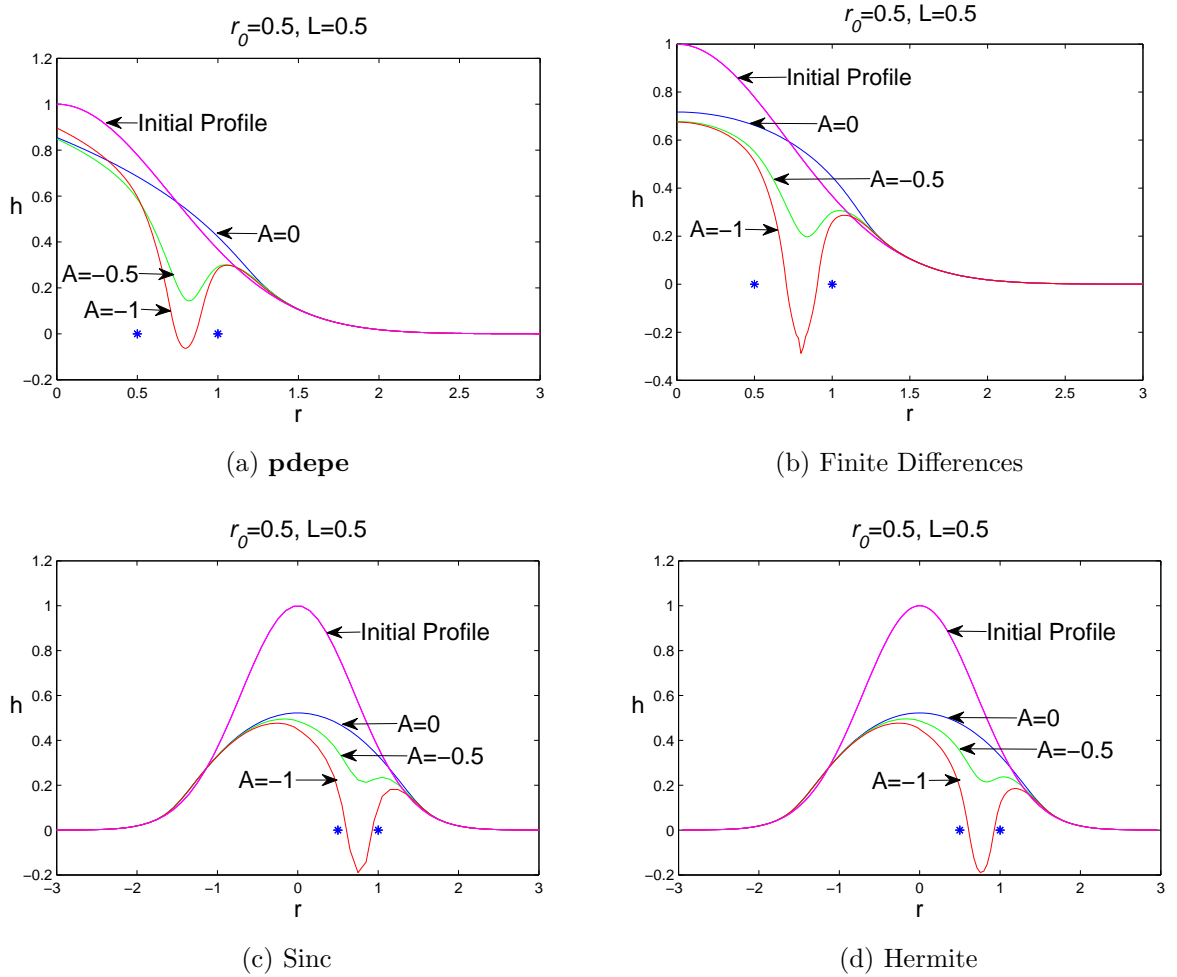 r0=0.5, L=0.5
1.2
1
0.8
0.6
0.4
0.2
0
−0.2
h
Initial Profile
A=0
A=−0.5
A=−1
0
0.5
1
1.5
2
2.5
3
r
(a) pdepe
r0=0.5, L=0.5
1
0.8
0.6
0.4
0.2
0
−0.2
−0.4
h
Initial Profile
A=0
A=−0.5
A=−1
0
0.5
1
1.5
2
2.5
3
r
(b) Finite Differences
r0=0.5, L=0.5
1.2
1
0.8
0.6
0.4
0.2
0
−0.2
h
Initial Profile
A=0
A=−0.5
A=−1
−3
−2
−1
0
1
2
3
r
(c) Sinc
r0=0.5, L=0.5
1.2
1
0.8
0.6
0.4
0.2
0
−0.2
h
Initial Profile
A=0
A=−0.5
A=−1
−3
−2
−1
0
1
2
3
r
(d) Hermite